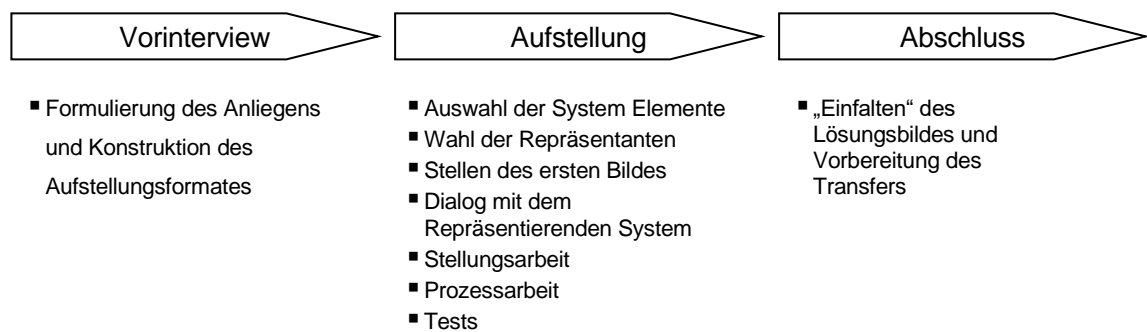 Vorinterview
▪ Formulierung des Anliegens
und Konstruktion des
Aufstellungsformates
Aufstellung
▪ Auswahl der System Elemente
▪ Wahl der Repräsentanten
▪ Stellen des ersten Bildes
▪ Dialog mit dem
Repräsentierenden System
▪ Stellungsarbeit
▪ Prozessarbeit
▪ Tests
Abschluss
▪ „Einfalten“ des
Lösungsbildes und
Vorbereitung des
Transfers